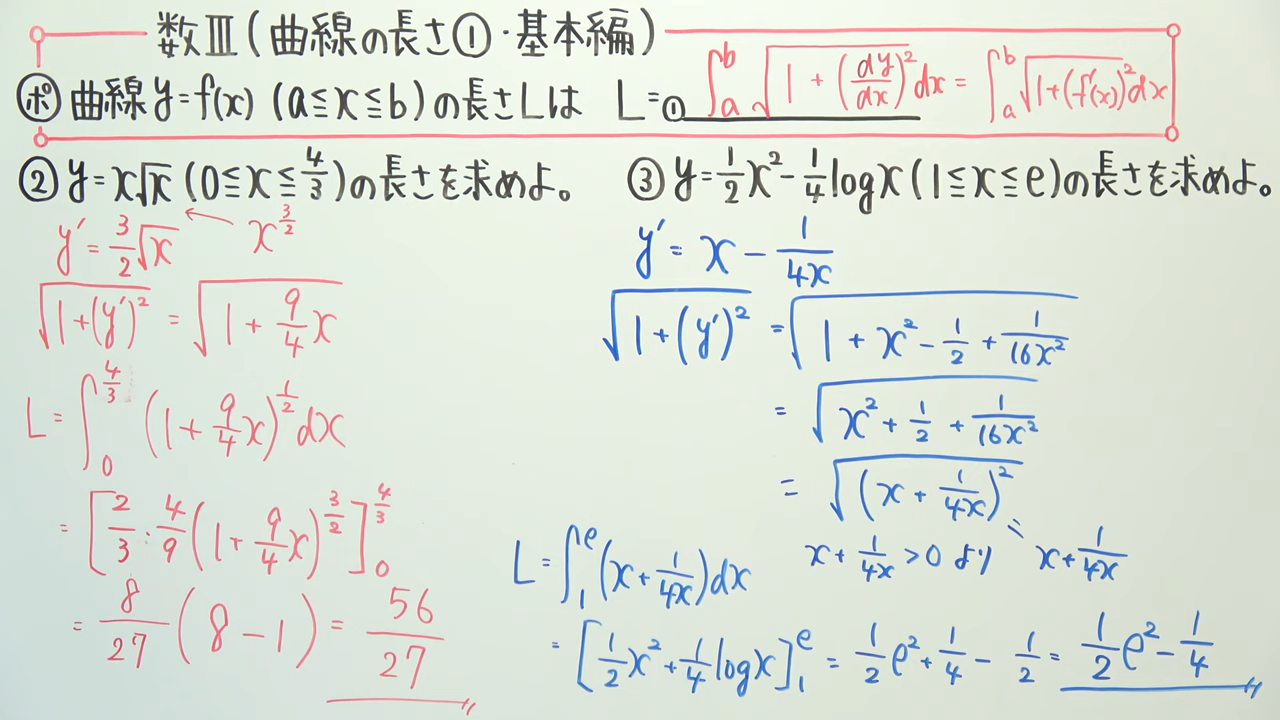 数Ⅲ(曲線の長さ①・基本編)
ポ 曲線y=f(x) (a≦x≦b)の長さLは L=① ∫_a^b √(1+(dy/dx)²) dx = ∫_a^b √(1+(f'(x))²) dx
② y=x√x (0≦x≦4/3)の長さを求めよ。
y'=3/2√x ← x^(3/2)
√(1+(y')²) = √(1+9/4x)
L=∫_0^(4/3) (1+9/4x)^(1/2) dx
=[2/3・4/9(1+9/4x)^(3/2)]_0^(4/3)
=8/27(8-1)=56/27
③ y=1/2x²-1/4logx(1≦x≦e)の長さを求めよ。
y'=x-1/4x
√(1+(y')²) =√(1+x²-1/2+1/16x²)
=√(x²+1/2+1/16x²)
=√((x+1/4x)²)
x+1/4x>0より = x+1/4x
L=∫_1^e(x+1/4x)dx
=[1/2x²+1/4logx]_1^e=1/2e²+1/4-1/2=1/2e²-1/4